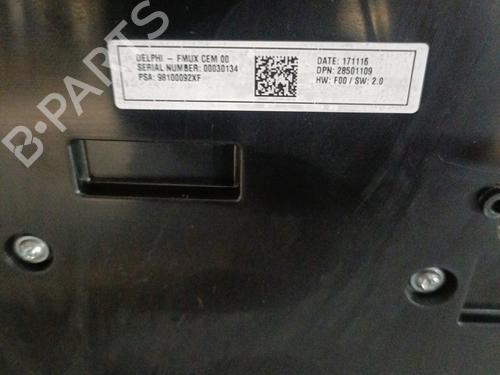 DELPHI - FMUX CEM 00
SERIAL NUMBER: 00030134
PSA: 98100092XF
DATE: 171116
DPN: 28501109
HW: F00 / SW: 2.0
B-PARTS